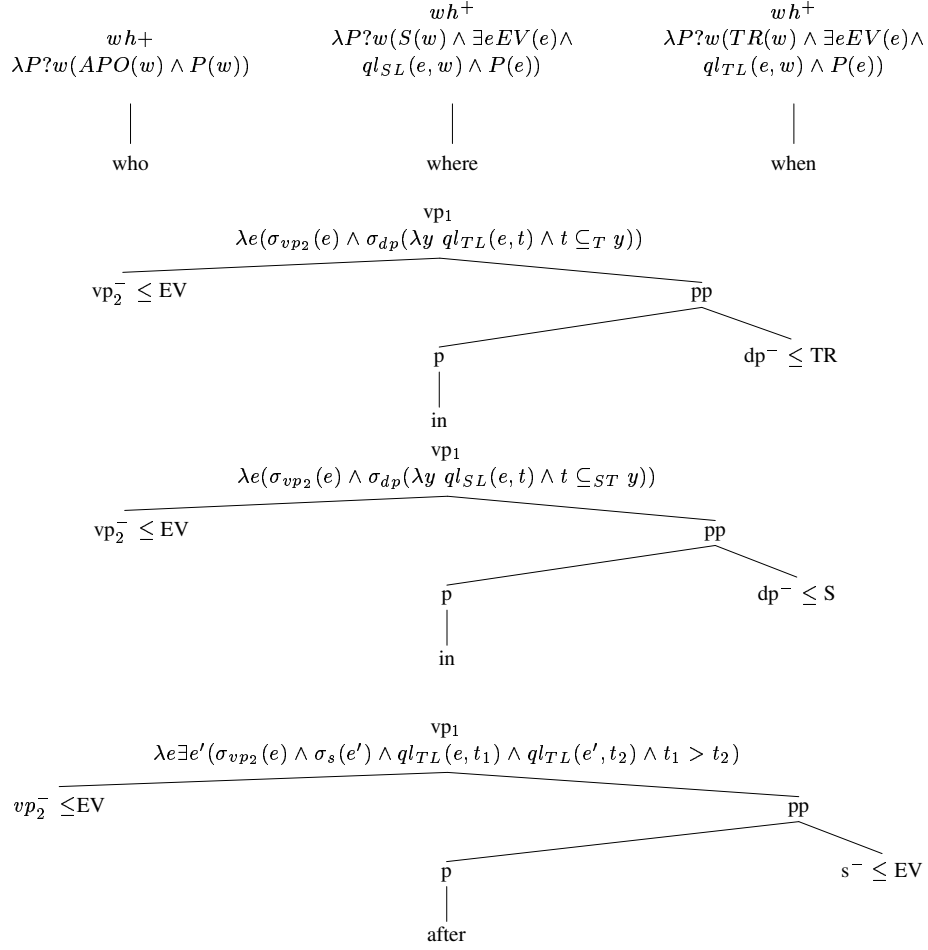 wh+
λP?w(APO(w) ∧ P(w))
who
wh⁺
λP?w(S(w) ∧ ∃eEV(e)∧
ql_SL(e, w) ∧ P(e))
where
wh⁺
λP?w(TR(w) ∧ ∃eEV(e)∧
ql_TL(e, w) ∧ P(e))
when
vp₁
λe(σ_vp₂(e) ∧ σ_dp(λy ql_TL(e, t) ∧ t ⊆_T y))
vp₂⁻ ≤ EV
pp
p
dp⁻ ≤ TR
in
vp₁
λe(σ_vp₂(e) ∧ σ_dp(λy ql_SL(e, t) ∧ t ⊆_ST y))
vp₂⁻ ≤ EV
pp
p
dp⁻ ≤ S
in
vp₁
λe∃e′(σ_vp₂(e) ∧ σ_s(e′) ∧ ql_TL(e, t₁) ∧ ql_TL(e′, t₂) ∧ t₁ > t₂)
vp₂⁻ ≤EV
pp
p
s⁻ ≤ EV
after